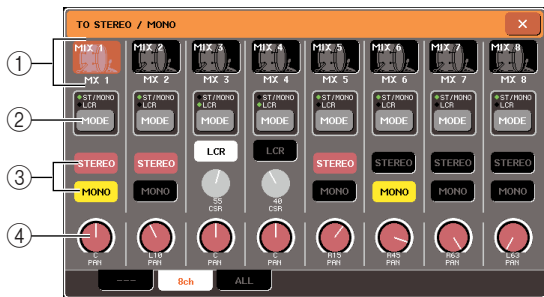 TO STEREO / MONO ×
① MIX 1 MIX 2 MIX 3 MIX 4 MIX 5 MIX 6 MIX 7 MIX 8
MX 1 MX 2 MX 3 MX 4 MX 5 MX 6 MX 7 MX 8
ST/MONO ST/MONO ST/MONO ST/MONO ST/MONO ST/MONO ST/MONO ST/MONO
LCR LCR LCR LCR LCR LCR LCR LCR
② MODE MODE MODE MODE MODE MODE MODE MODE
③ STEREO STEREO LCR LCR STEREO STEREO STEREO STEREO
MONO MONO MONO MONO MONO MONO
55 40
CSR CSR
④ C L10 C C R15 R45 R63 L63
PAN PAN PAN PAN PAN PAN PAN PAN
--- 8ch ALL